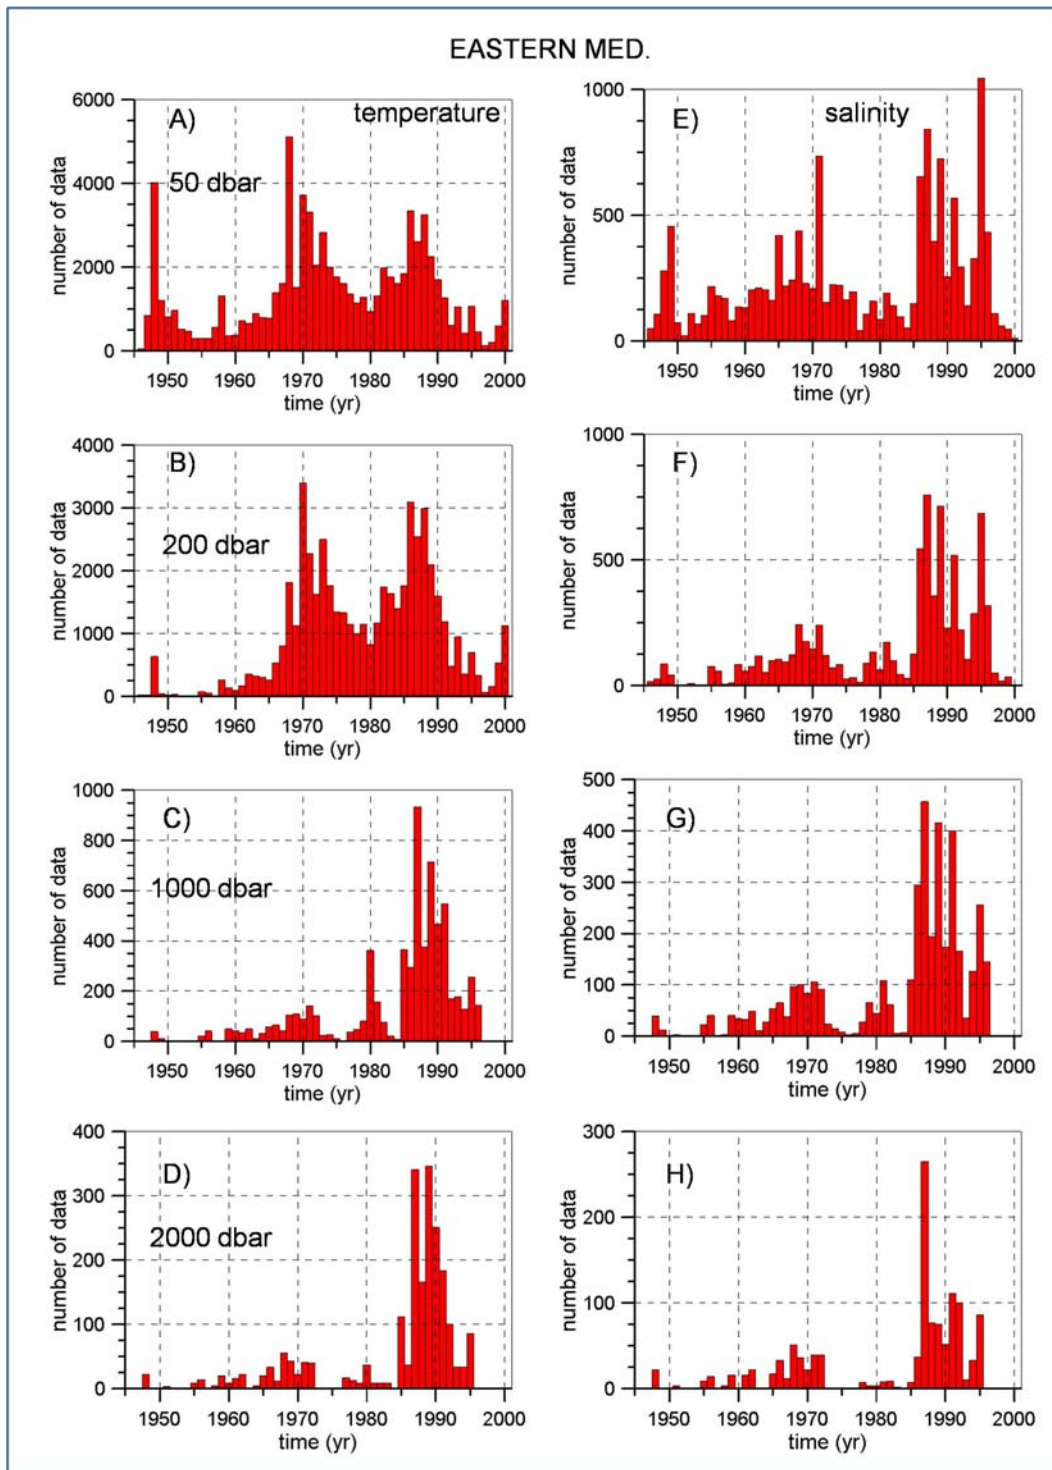 EASTERN MED.
A)
temperature
50 dbar
number of data
6000
4000
2000
0
1950 1960 1970 1980 1990 2000
time (yr)
E)
salinity
number of data
1000
500
0
1950 1960 1970 1980 1990 2000
time (yr)
B)
200 dbar
number of data
4000
3000
2000
1000
0
1950 1960 1970 1980 1990 2000
time (yr)
F)
number of data
1000
500
0
1950 1960 1970 1980 1990 2000
time (yr)
C)
1000 dbar
number of data
1000
800
600
400
200
0
1950 1960 1970 1980 1990 2000
time (yr)
G)
number of data
500
400
300
200
100
0
1950 1960 1970 1980 1990 2000
time (yr)
D)
2000 dbar
number of data
400
300
200
100
0
1950 1960 1970 1980 1990 2000
time (yr)
H)
number of data
300
200
100
0
1950 1960 1970 1980 1990 2000
time (yr)